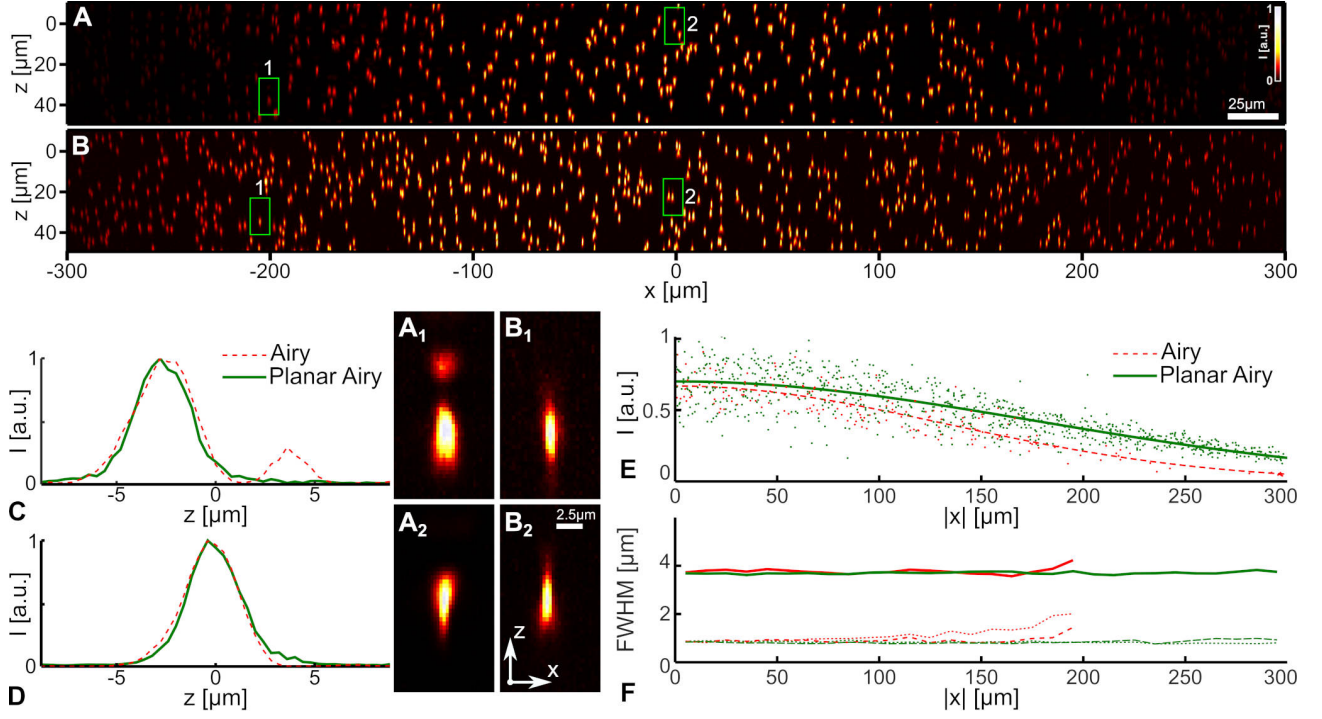 A
z [µm]
0
20
40
1
2
1
I [a.u.]
0
25µm
B
z [µm]
0
20
40
1
2
-300
-200
-100
0
100
200
300
x [µm]
C
I [a.u.]
1
0
-5
0
5
z [µm]
Airy
Planar Airy
A1
B1
A2
B2
2.5µm
z
x
D
I [a.u.]
1
0
-5
0
5
z [µm]
E
I [a.u.]
1
0.5
0
0
50
100
150
200
250
300
|x| [µm]
Airy
Planar Airy
F
FWHM [µm]
4
2
0
0
50
100
150
200
250
300
|x| [µm]